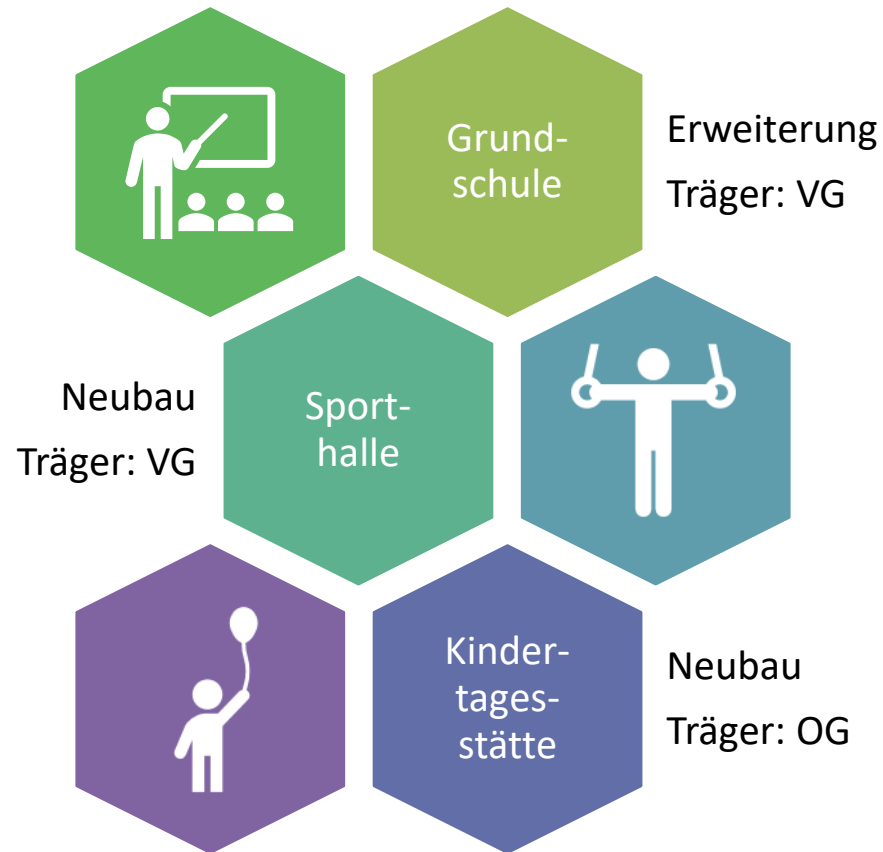 Grund-
schule
Erweiterung
Träger: VG
Neubau
Träger: VG
Sport-
halle
Kinder-
tages-
stätte
Neubau
Träger: OG